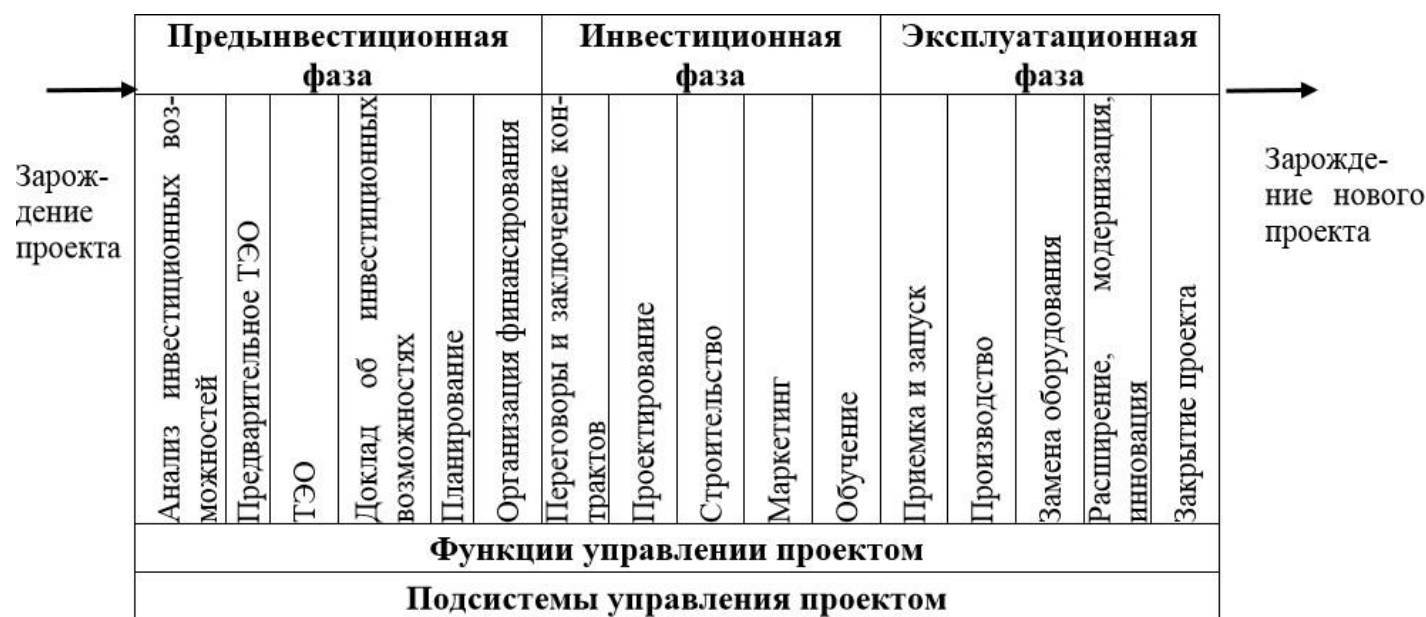 Предынвестиционная
фаза
Инвестиционная
фаза
Эксплуатационная
фаза
Зарож-
дение
проекта
Анализ инвестиционных воз-
можностей
Предварительное ТЭО
ТЭО
Доклад об инвестиционных
возможностях
Планирование
Организация финансирования
Переговоры и заключение кон-
трактов
Проектирование
Строительство
Маркетинг
Обучение
Приемка и запуск
Производство
Замена оборудования
Расширение, модернизация,
инновация
Закрытие проекта
Зарожде-
ние нового
проекта
Функции управлении проектом
Подсистемы управления проектом